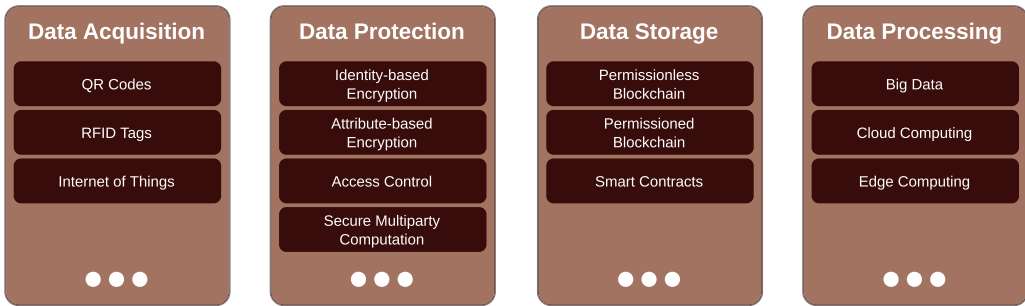 Data Acquisition
QR Codes
RFID Tags
Internet of Things
Data Protection
Identity-based
Encryption
Attribute-based
Encryption
Access Control
Secure Multiparty
Computation
Data Storage
Permissionless
Blockchain
Permissioned
Blockchain
Smart Contracts
Data Processing
Big Data
Cloud Computing
Edge Computing